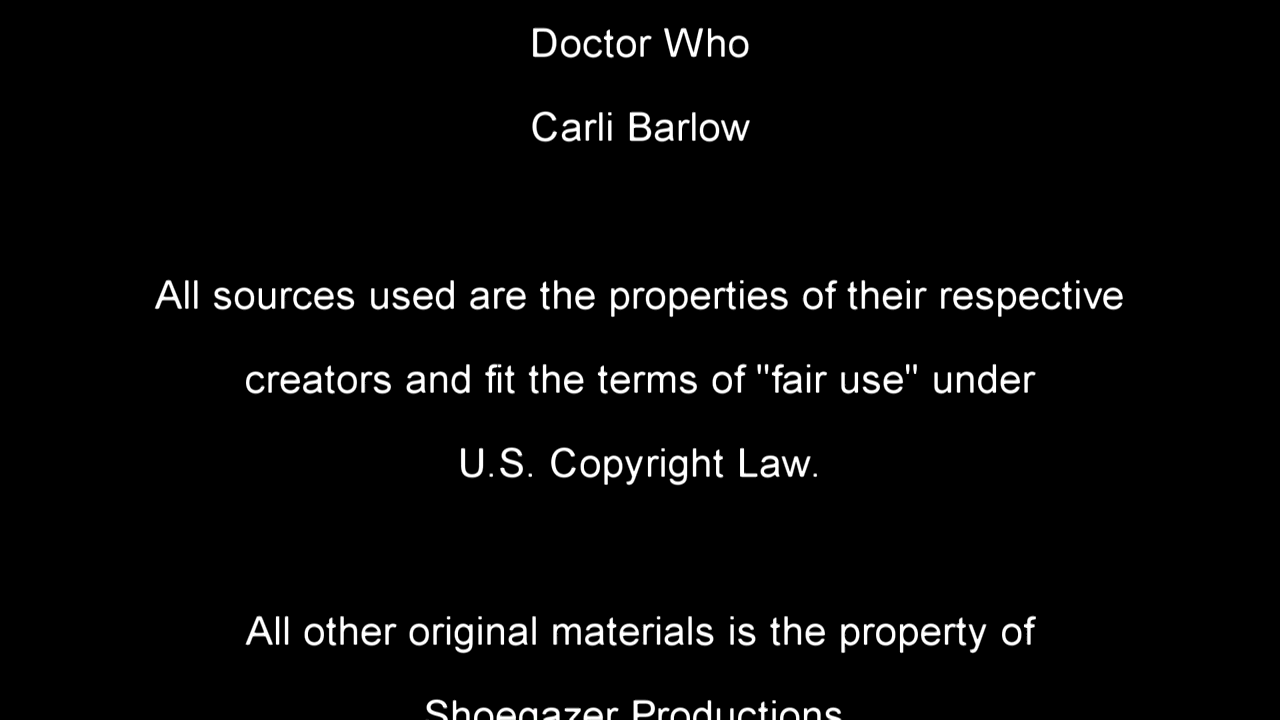 Doctor Who
Carli Barlow
All sources used are the properties of their respective
creators and fit the terms of "fair use" under
U.S. Copyright Law.
All other original materials is the property of
Shoegazer Productions